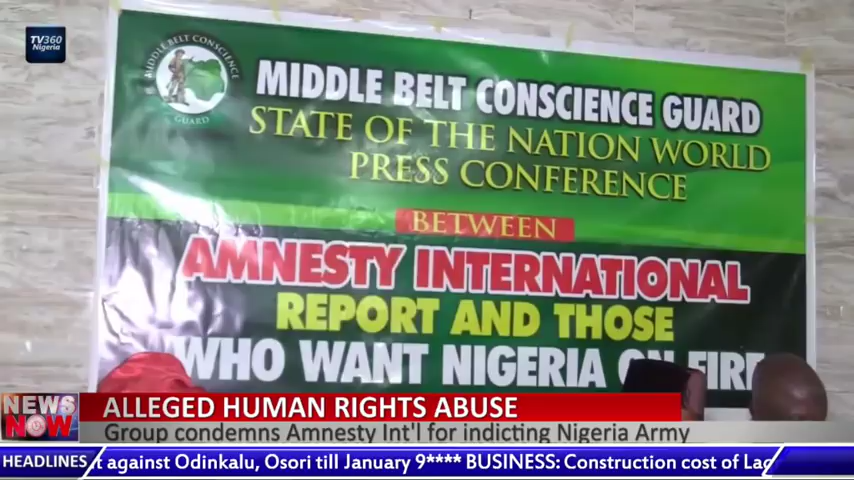 TV360
Nigeria
MIDDLE BELT CONSCIENCE
GUARD
MIDDLE BELT CONSCIENCE GUARD
STATE OF THE NATION WORLD
PRESS CONFERENCE
BETWEEN
AMNESTY INTERNATIONAL
REPORT AND THOSE
WHO WANT NIGERIA ON FIRE
NEWS
NOW
ALLEGED HUMAN RIGHTS ABUSE
Group condemns Amnesty Int'l for indicting Nigeria Army
HEADLINES
t against Odinkalu, Osori till January 9**** BUSINESS: Construction cost of Lag